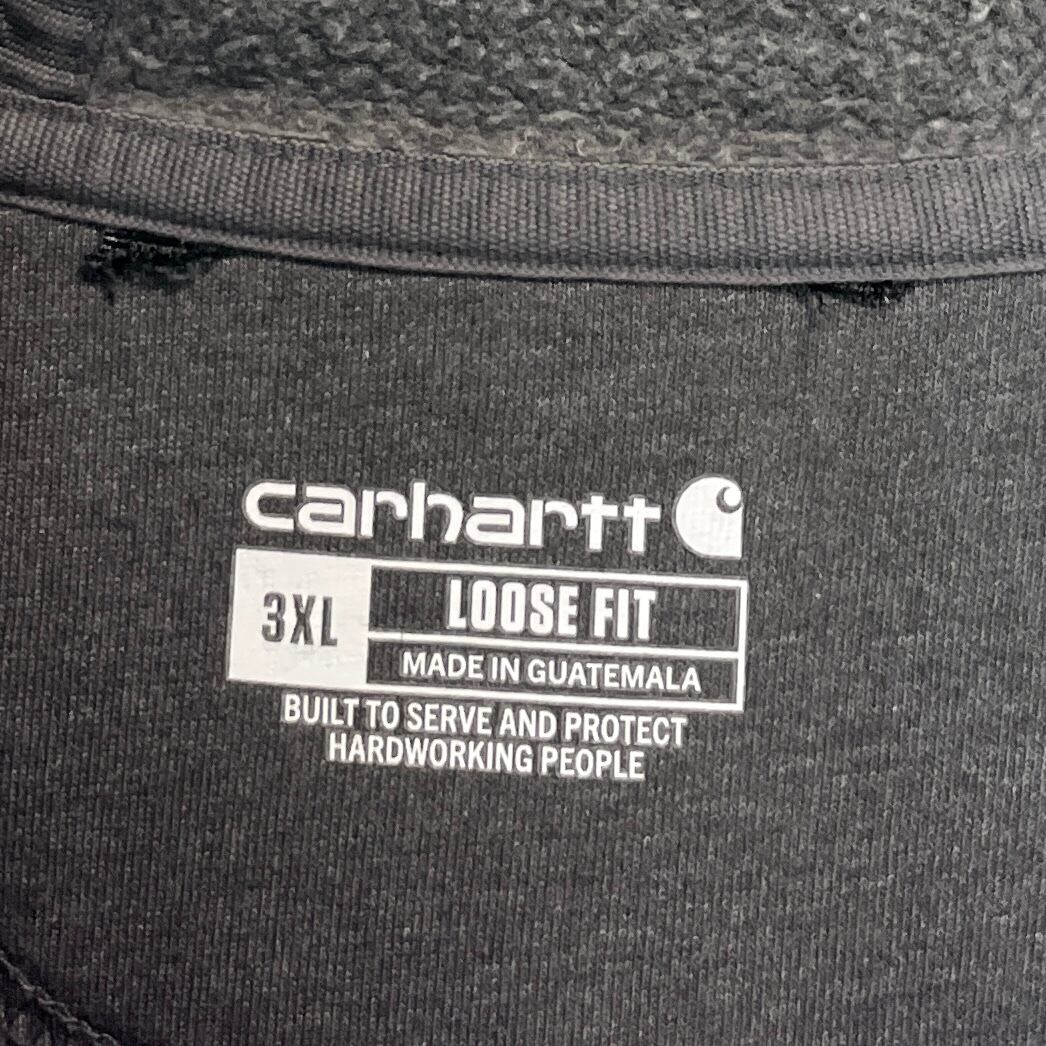 carhartt
3XL
LOOSE FIT
MADE IN GUATEMALA
BUILT TO SERVE AND PROTECT
HARDWORKING PEOPLE